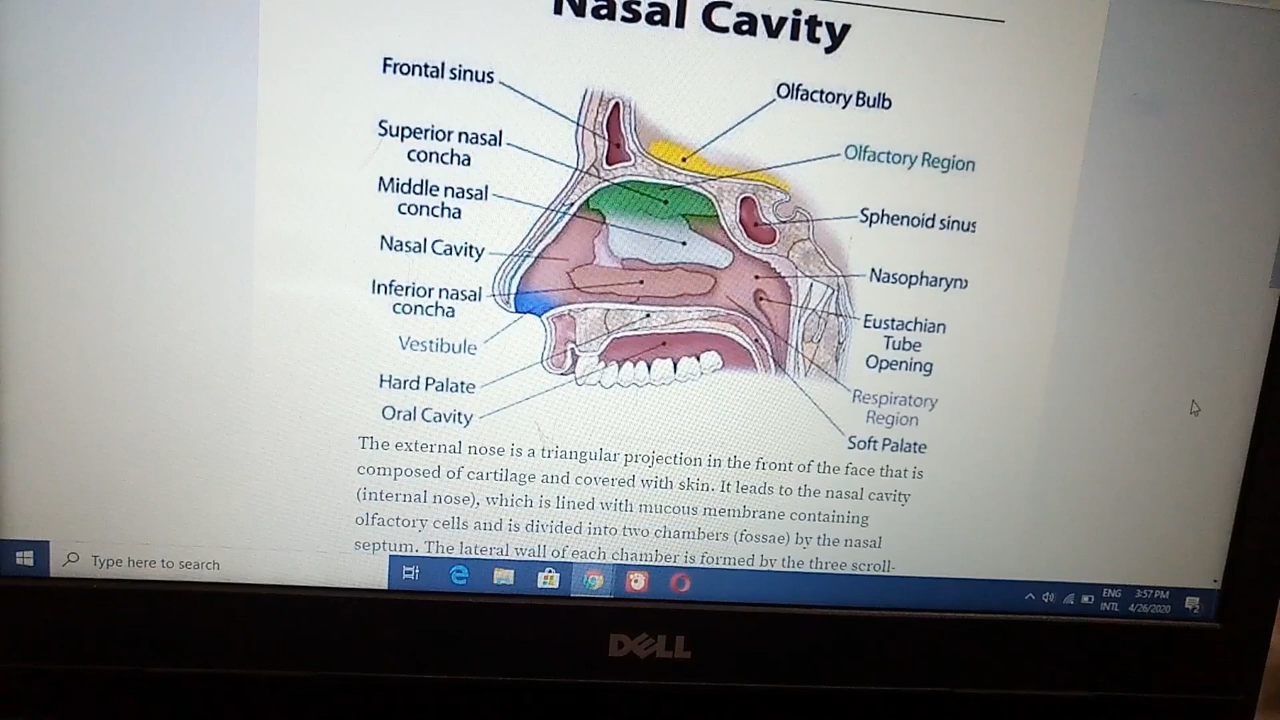 Nasal Cavity
Frontal sinus
Olfactory Bulb
Superior nasal
concha
Olfactory Region
Middle nasal
concha
Sphenoid sinus
Nasal Cavity
Nasopharynx
Inferior nasal
concha
Eustachian
Tube
Opening
Vestibule
Hard Palate
Respiratory
Region
Oral Cavity
Soft Palate
The external nose is a triangular projection in the front of the face that is
composed of cartilage and covered with skin. It leads to the nasal cavity
(internal nose), which is lined with mucous membrane containing
olfactory cells and is divided into two chambers (fossae) by the nasal
septum. The lateral wall of each chamber is formed by the three scroll-
Type here to search
ENG
INTL
3:57 PM
4/26/2020
2
DELL